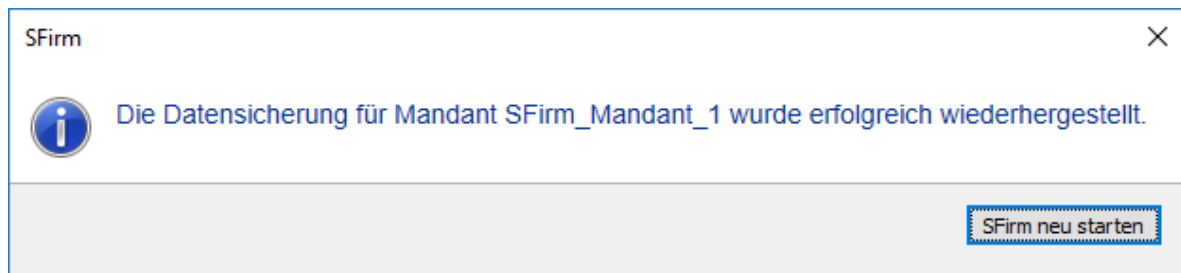 SFirm
Die Datensicherung für Mandant SFirm_Mandant_1 wurde erfolgreich wiederhergestellt.
SFirm neu starten